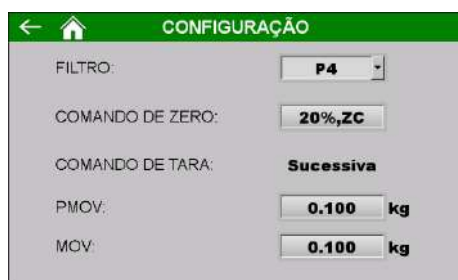 CONFIGURAÇÃO
FILTRO: P4
COMANDO DE ZERO: 20%,ZC
COMANDO DE TARA: Sucessiva
PMOV: 0.100 kg
MOV: 0.100 kg